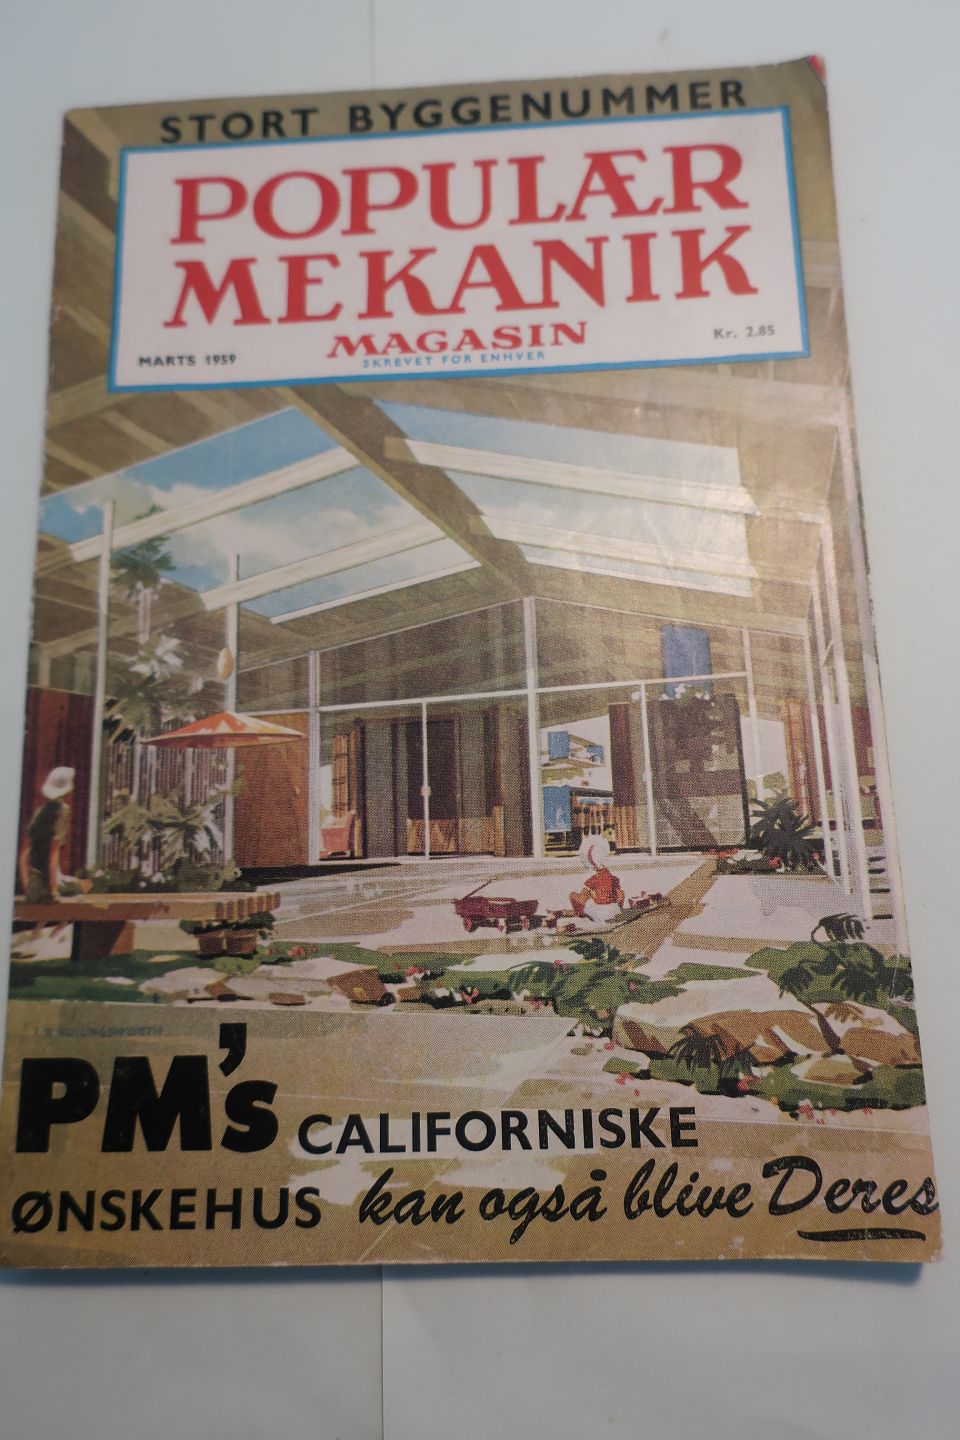 STORT BYGGENUMMER
POPULÆR
MEKANIK
MAGASIN
MARTS 1959
SKREVET FOR ENHVER
Kr. 2.85
HOLLINGSWORTH
PM's CALIFORNISKE
ØNSKEHUS kan også blive Deres